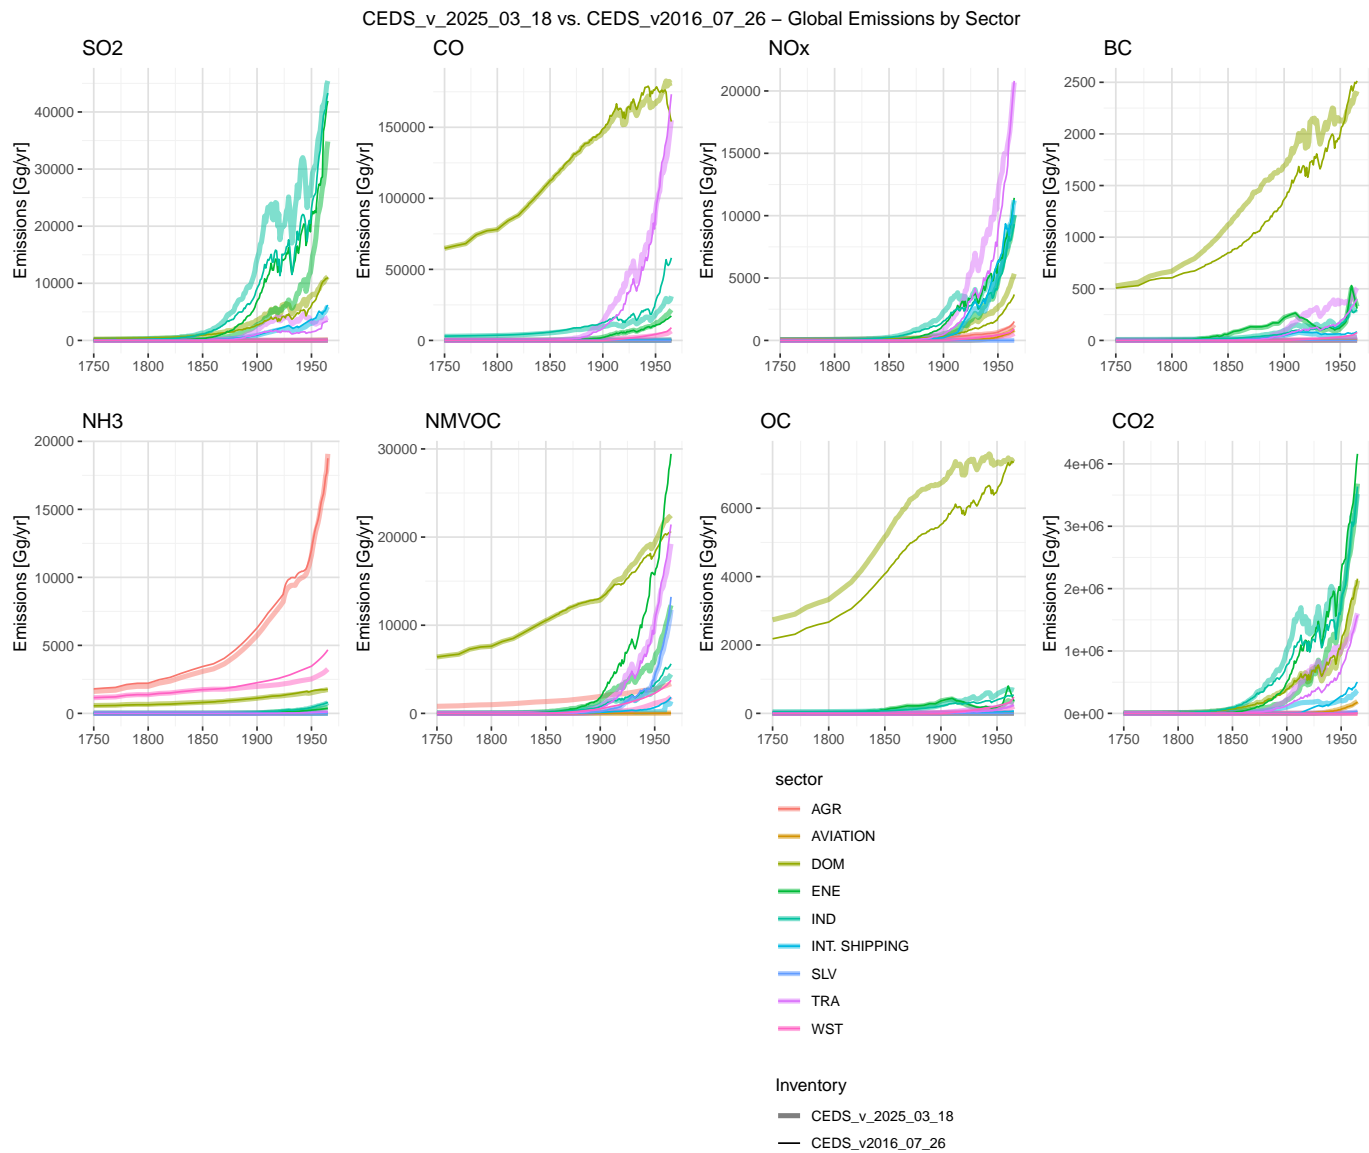 CEDS_v_2025_03_18 vs. CEDS_v2016_07_26 – Global Emissions by Sector
SO2
Emissions [Gg/yr]
40000
30000
20000
10000
0
1750 1800 1850 1900 1950
CO
Emissions [Gg/yr]
150000
100000
50000
0
1750 1800 1850 1900 1950
NOx
Emissions [Gg/yr]
20000
15000
10000
5000
0
1750 1800 1850 1900 1950
BC
Emissions [Gg/yr]
2500
2000
1500
1000
500
0
1750 1800 1850 1900 1950
NH3
Emissions [Gg/yr]
20000
15000
10000
5000
0
1750 1800 1850 1900 1950
NMVOC
Emissions [Gg/yr]
30000
20000
10000
0
1750 1800 1850 1900 1950
OC
Emissions [Gg/yr]
6000
4000
2000
0
1750 1800 1850 1900 1950
CO2
Emissions [Gg/yr]
4e+06
3e+06
2e+06
1e+06
0e+00
1750 1800 1850 1900 1950
sector
AGR
AVIATION
DOM
ENE
IND
INT. SHIPPING
SLV
TRA
WST
Inventory
CEDS_v_2025_03_18
CEDS_v2016_07_26